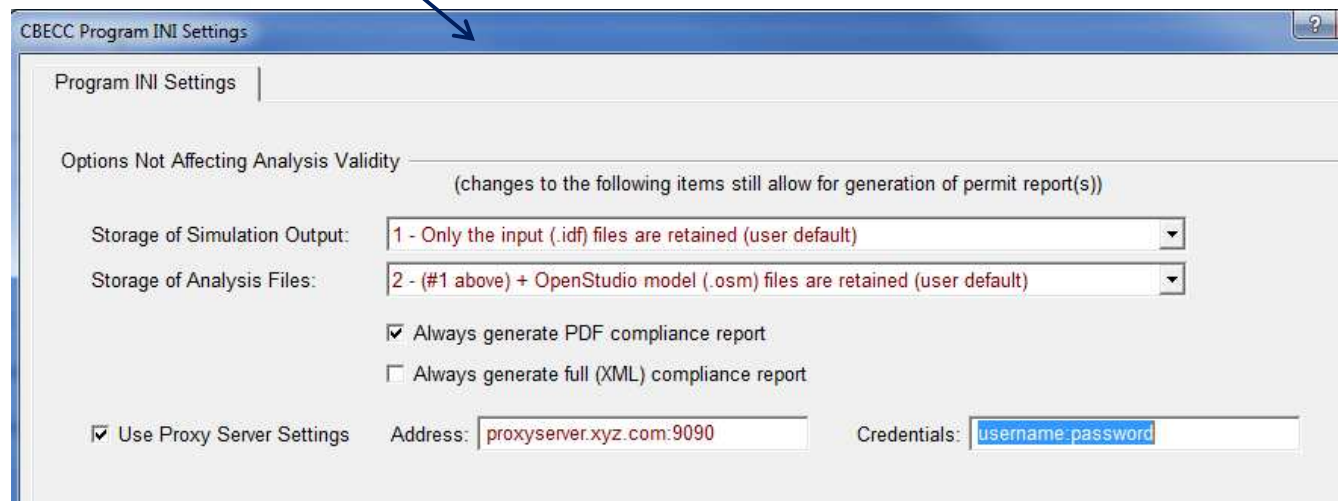 CBECC Program INI Settings
?
Program INI Settings
Options Not Affecting Analysis Validity
(changes to the following items still allow for generation of permit report(s))
Storage of Simulation Output: 1 - Only the input (.idf) files are retained (user default)
Storage of Analysis Files: 2 - (#1 above) + OpenStudio model (.osm) files are retained (user default)
Always generate PDF compliance report
Always generate full (XML) compliance report
Use Proxy Server Settings Address: proxyserver.xyz.com:9090 Credentials: username:password